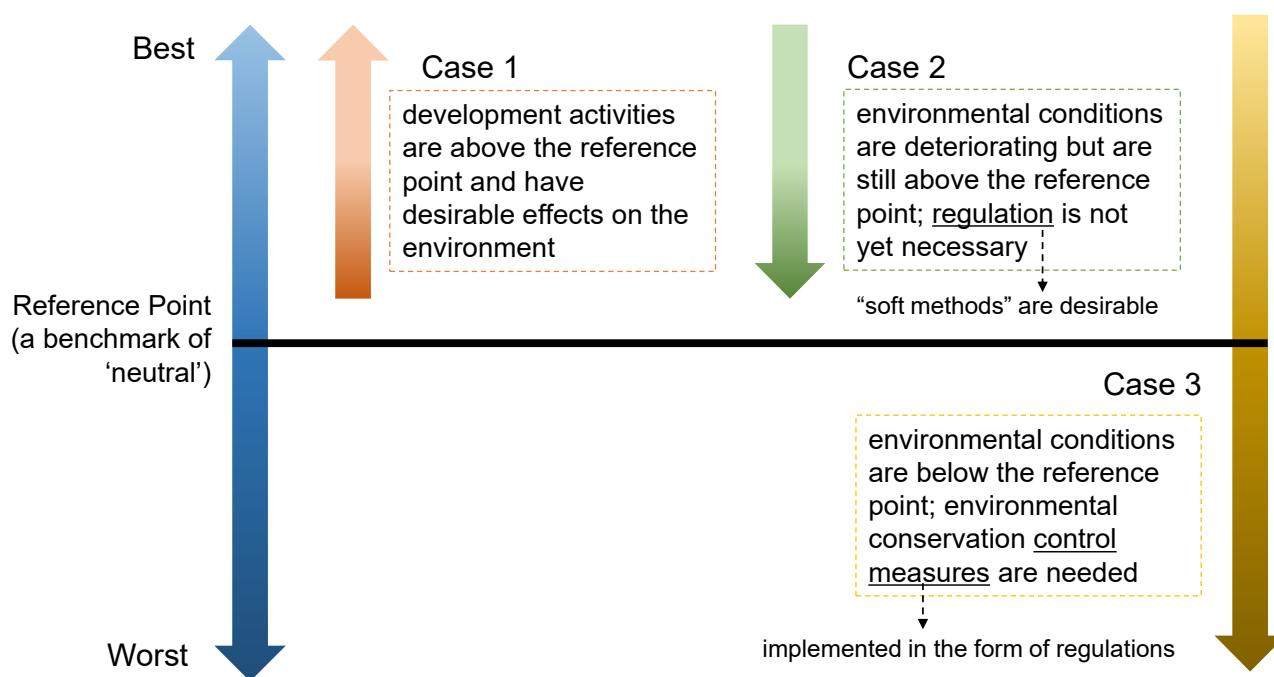 Best
Case 1
development activities
are above the reference
point and have
desirable effects on the
environment
Case 2
environmental conditions
are deteriorating but are
still above the reference
point; regulation is not
yet necessary
“soft methods” are desirable
Reference Point
(a benchmark of
‘neutral’)
Case 3
environmental conditions
are below the reference
point; environmental
conservation control
measures are needed
implemented in the form of regulations
Worst